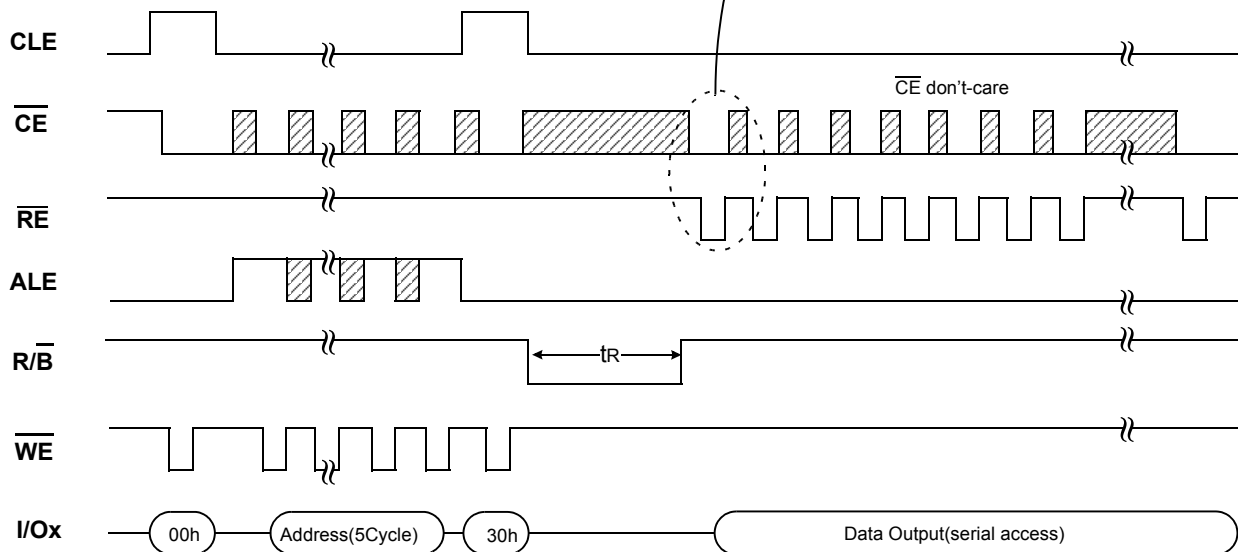 CLE
CE
CE don't-care
RE
ALE
R/B
tR
WE
I/Ox
00h
Address(5Cycle)
30h
Data Output(serial access)